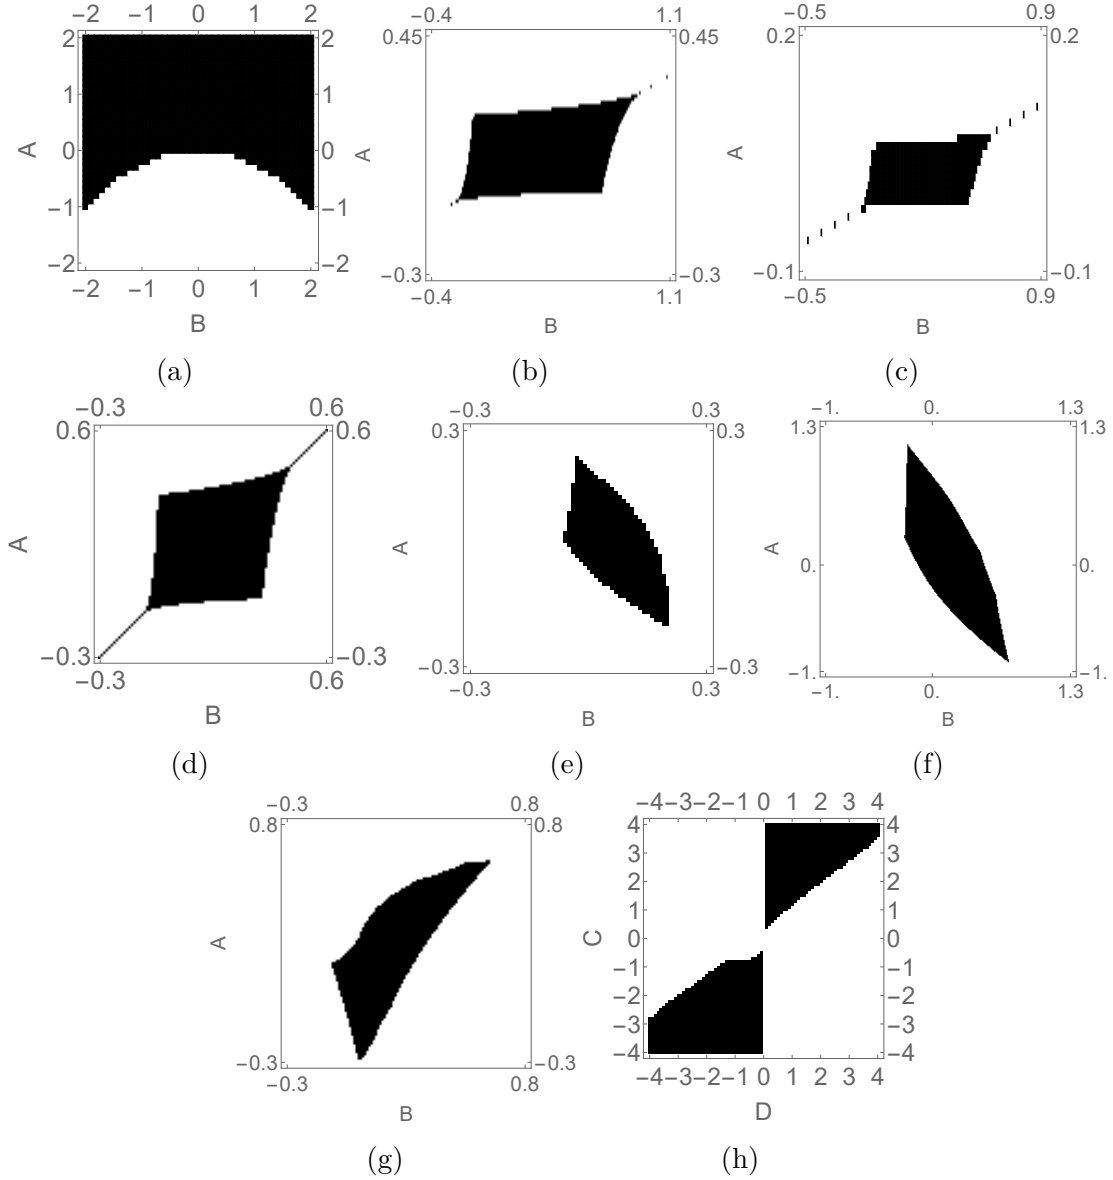 −2 −1 0 1 2
2 2
1 1
A 0 0
−1 −1
−2 −2
−2 −1 0 1 2
B
(a)
−0.4 1.1
0.45 0.45
A
−0.3 −0.3
−0.4 1.1
B
(b)
−0.5 0.9
0.2 0.2
A
−0.1 −0.1
−0.5 0.9
B
(c)
−0.3 0.6
0.6 0.6
A
−0.3 −0.3
−0.3 0.6
B
(d)
−0.3 0.3
0.3 0.3
A
−0.3 −0.3
−0.3 0.3
B
(e)
−1. 0. 1.3
1.3 1.3
A 0. 0.
−1. −1.
−1. 0. 1.3
B
(f)
−0.3 0.8
0.8 0.8
A
−0.3 −0.3
−0.3 0.8
B
(g)
−4 −3 −2 −1 0 1 2 3 4
4 4
3 3
2 2
1 1
C 0 0
−1 −1
−2 −2
−3 −3
−4 −4
−4 −3 −2 −1 0 1 2 3 4
D
(h)